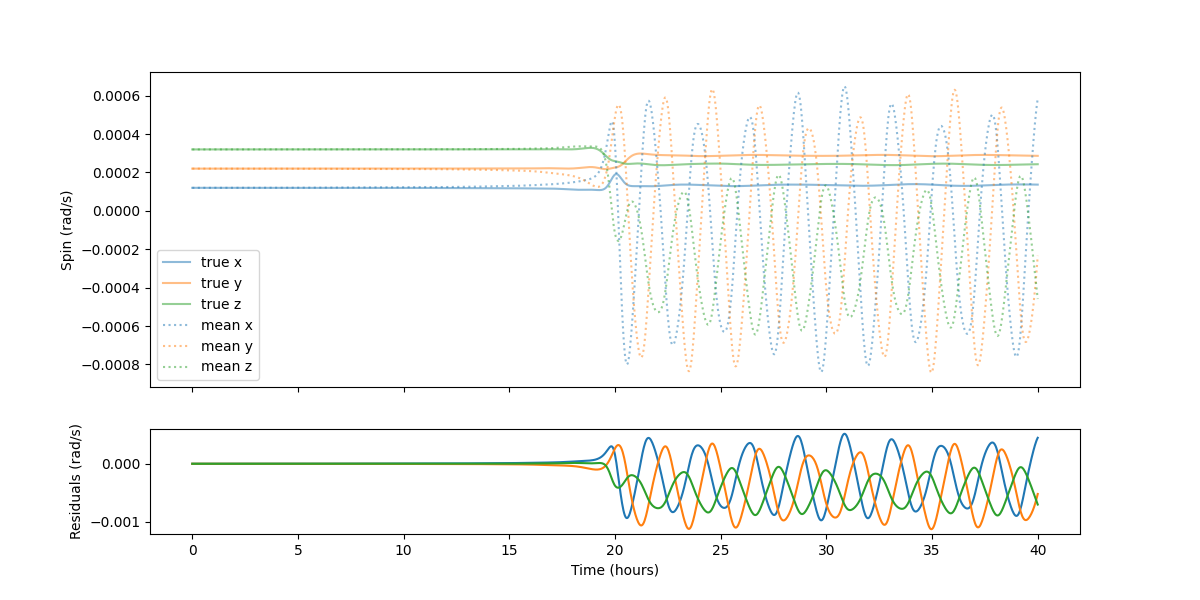 0.0006
0.0004
0.0002
0.0000
−0.0002
−0.0004
−0.0006
−0.0008
Spin (rad/s)
true x
true y
true z
mean x
mean y
mean z
0.000
−0.001
Residuals (rad/s)
0 5 10 15 20 25 30 35 40
Time (hours)